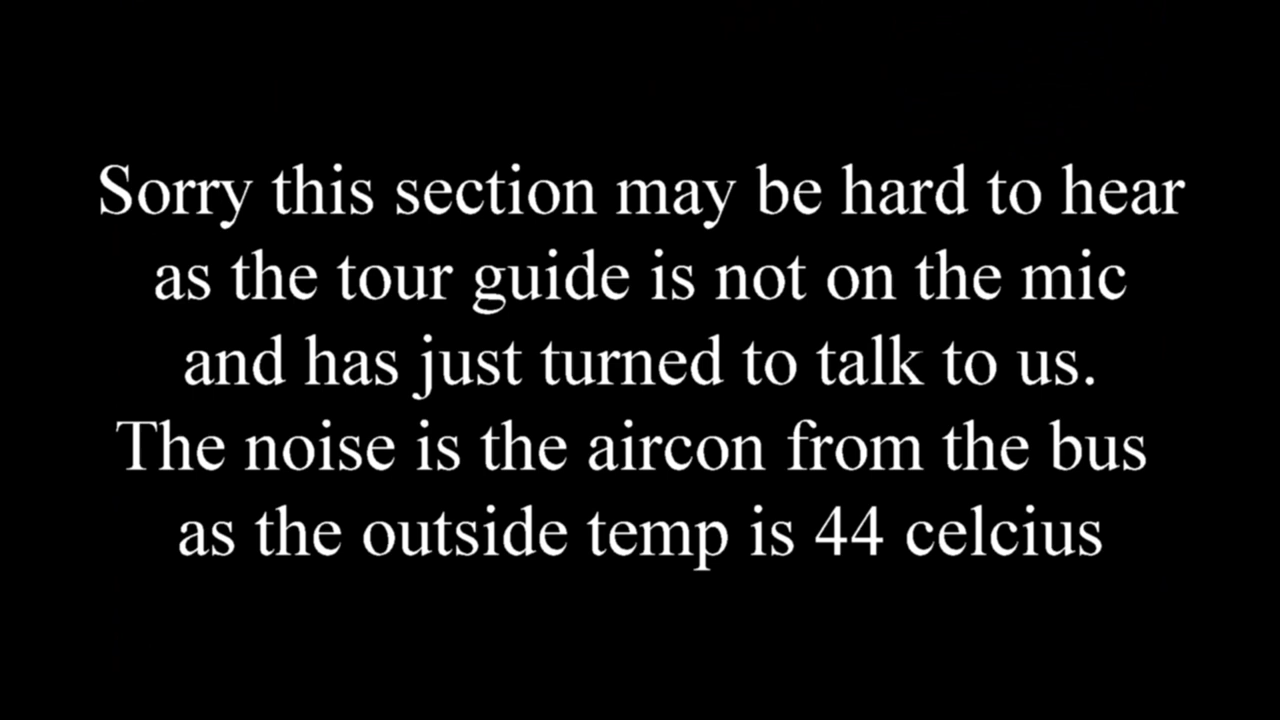 Sorry this section may be hard to hear
as the tour guide is not on the mic
and has just turned to talk to us.
The noise is the aircon from the bus
as the outside temp is 44 celcius